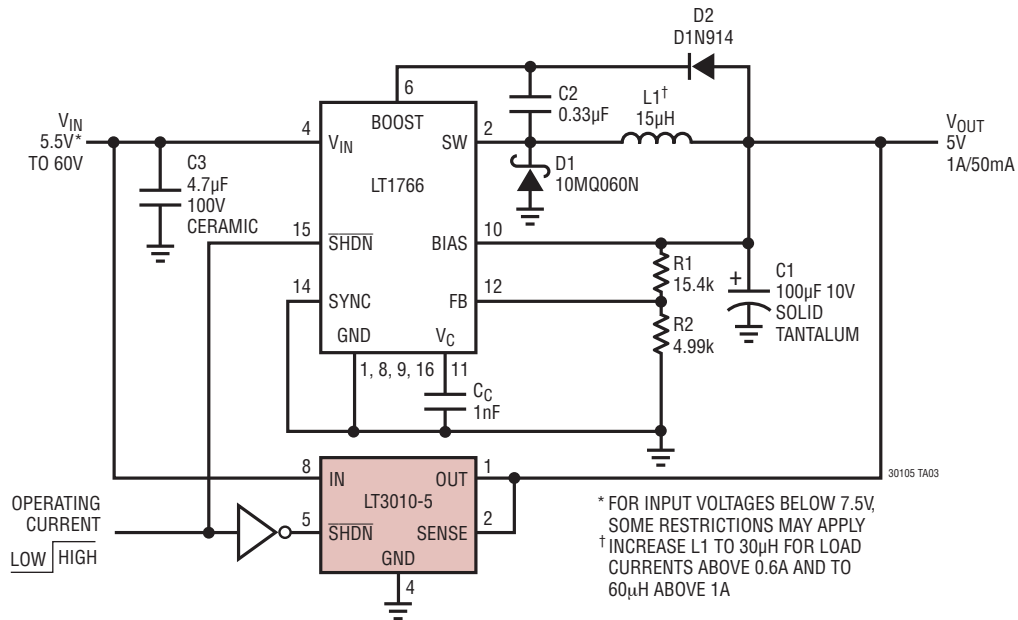 D2
D1N914
6
BOOST
C2
0.33µF
L1†
15µH
VIN
5.5V*
TO 60V
4
VIN
SW
2
LT1766
VOUT
5V
1A/50mA
C3
4.7µF
100V
CERAMIC
D1
10MQ060N
15
SHDN
BIAS
10
14
SYNC
FB
12
R1
15.4k
R2
4.99k
+
C1
100µF 10V
SOLID
TANTALUM
GND
VC
1, 8, 9, 16
11
CC
1nF
8
IN
OUT
1
LT3010-5
30105 TA03
OPERATING
CURRENT
LOW
HIGH
5
SHDN
SENSE
2
GND
4
* FOR INPUT VOLTAGES BELOW 7.5V,
SOME RESTRICTIONS MAY APPLY
† INCREASE L1 TO 30µH FOR LOAD
CURRENTS ABOVE 0.6A AND TO
60µH ABOVE 1A